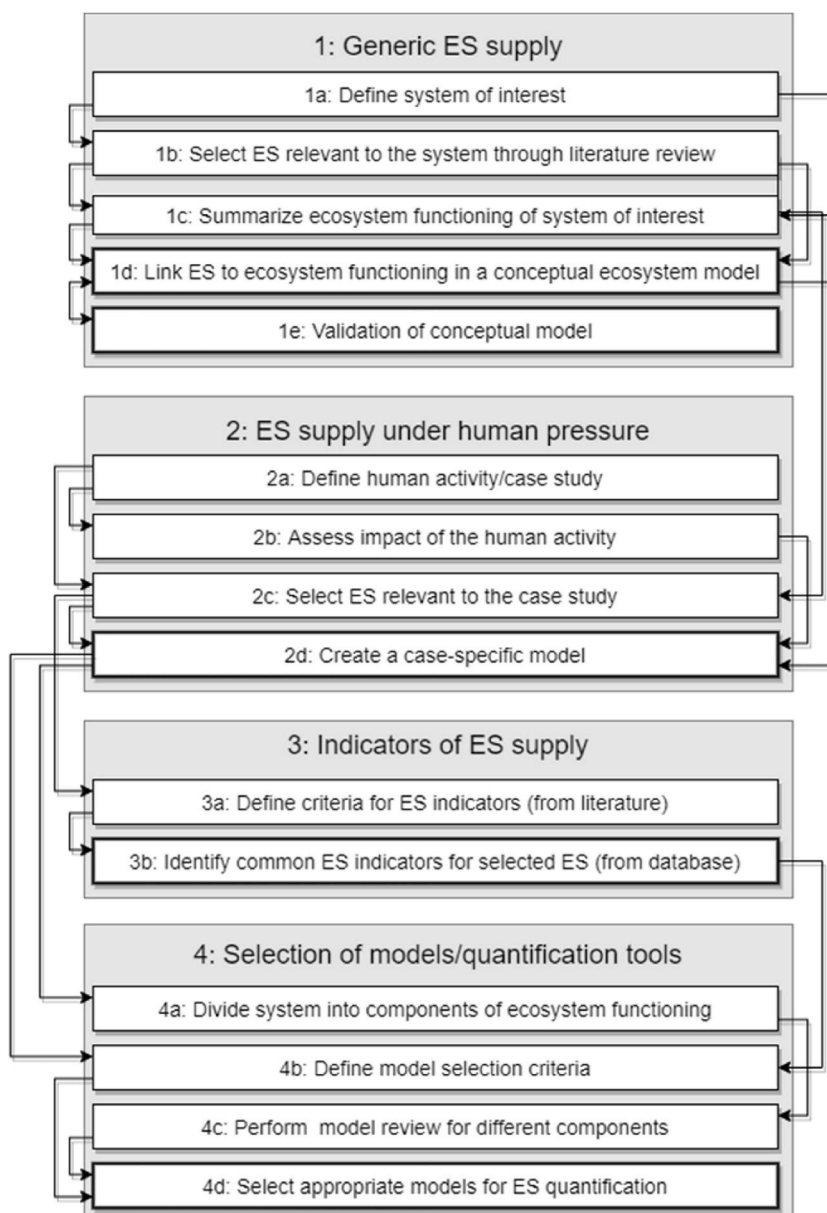 1: Generic ES supply
1a: Define system of interest
1b: Select ES relevant to the system through literature review
1c: Summarize ecosystem functioning of system of interest
1d: Link ES to ecosystem functioning in a conceptual ecosystem model
1e: Validation of conceptual model
2: ES supply under human pressure
2a: Define human activity/case study
2b: Assess impact of the human activity
2c: Select ES relevant to the case study
2d: Create a case-specific model
3: Indicators of ES supply
3a: Define criteria for ES indicators (from literature)
3b: Identify common ES indicators for selected ES (from database)
4: Selection of models/quantification tools
4a: Divide system into components of ecosystem functioning
4b: Define model selection criteria
4c: Perform  model review for different components
4d: Select appropriate models for ES quantification